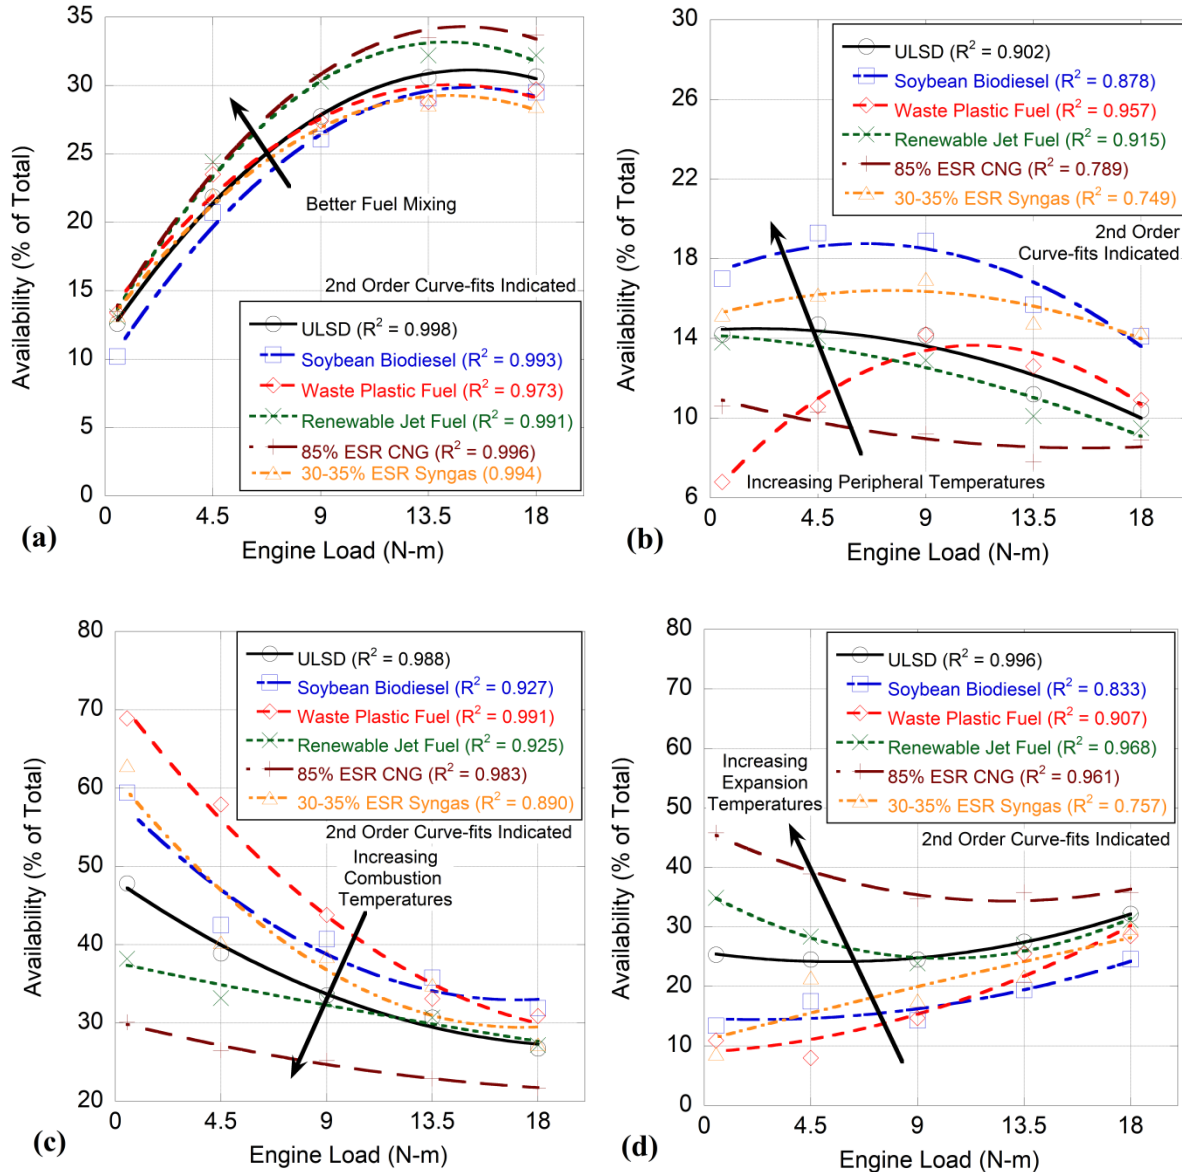 35
30
25
20
15
10
5
0
Availability (% of Total)
Better Fuel Mixing
2nd Order Curve-fits Indicated
ULSD (R² = 0.998)
Soybean Biodiesel (R² = 0.993)
Waste Plastic Fuel (R² = 0.973)
Renewable Jet Fuel (R² = 0.991)
85% ESR CNG (R² = 0.996)
30-35% ESR Syngas (0.994)
0 4.5 9 13.5 18
Engine Load (N-m)
(a)
30
26
22
18
14
10
6
Availability (% of Total)
ULSD (R² = 0.902)
Soybean Biodiesel (R² = 0.878)
Waste Plastic Fuel (R² = 0.957)
Renewable Jet Fuel (R² = 0.915)
85% ESR CNG (R² = 0.789)
30-35% ESR Syngas (R² = 0.749)
2nd Order
Curve-fits Indicated
Increasing Peripheral Temperatures
0 4.5 9 13.5 18
Engine Load (N-m)
(b)
80
70
60
50
40
30
20
Availability (% of Total)
ULSD (R² = 0.988)
Soybean Biodiesel (R² = 0.927)
Waste Plastic Fuel (R² = 0.991)
Renewable Jet Fuel (R² = 0.925)
85% ESR CNG (R² = 0.983)
30-35% ESR Syngas (R² = 0.890)
2nd Order Curve-fits Indicated
Increasing
Combustion
Temperatures
0 4.5 9 13.5 18
Engine Load (N-m)
(c)
80
70
60
50
40
30
20
10
0
Availability (% of Total)
ULSD (R² = 0.996)
Soybean Biodiesel (R² = 0.833)
Waste Plastic Fuel (R² = 0.907)
Renewable Jet Fuel (R² = 0.968)
85% ESR CNG (R² = 0.961)
30-35% ESR Syngas (R² = 0.757)
2nd Order Curve-fits Indicated
Increasing
Expansion
Temperatures
0 4.5 9 13.5 18
Engine Load (N-m)
(d)